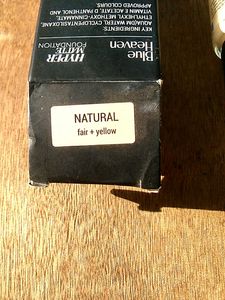 Blue
Heaven
HYPER
MATTE
FOUNDATION
KEY INGREDIENTS:
AQUA(DM WATER), CYCLOPENTASILOXANE,
ETHYLHEXYL METHOXY-CINNAMATE,
VITAMIN E ACETATE, D PANTHENOL AND
APPROVED COLOURS.
NATURAL
fair + yellow